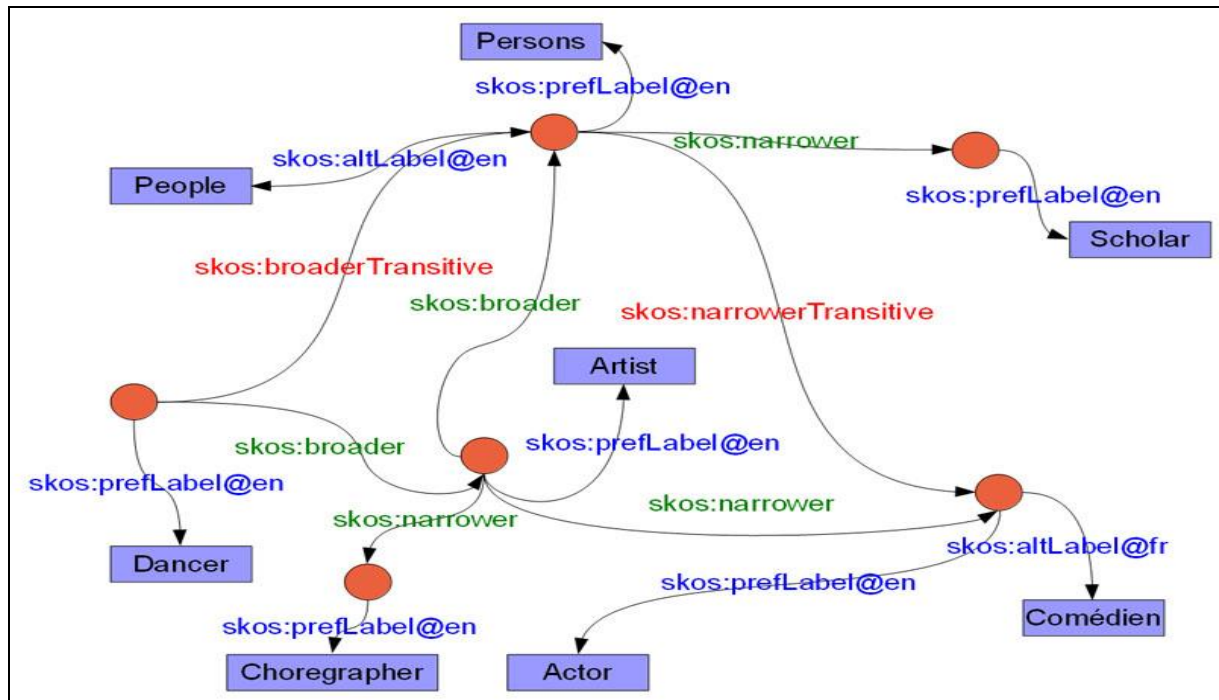 Persons
skos:prefLabel@en
skos:narrower
skos:altLabel@en
People
skos:prefLabel@en
Scholar
skos:broaderTransitive
skos:broader
skos:narrowerTransitive
Artist
skos:broader
skos:prefLabel@en
skos:prefLabel@en
skos:narrower
skos:narrower
skos:altLabel@fr
Dancer
skos:prefLabel@en
skos:prefLabel@en
Comédien
Choregrapher
Actor